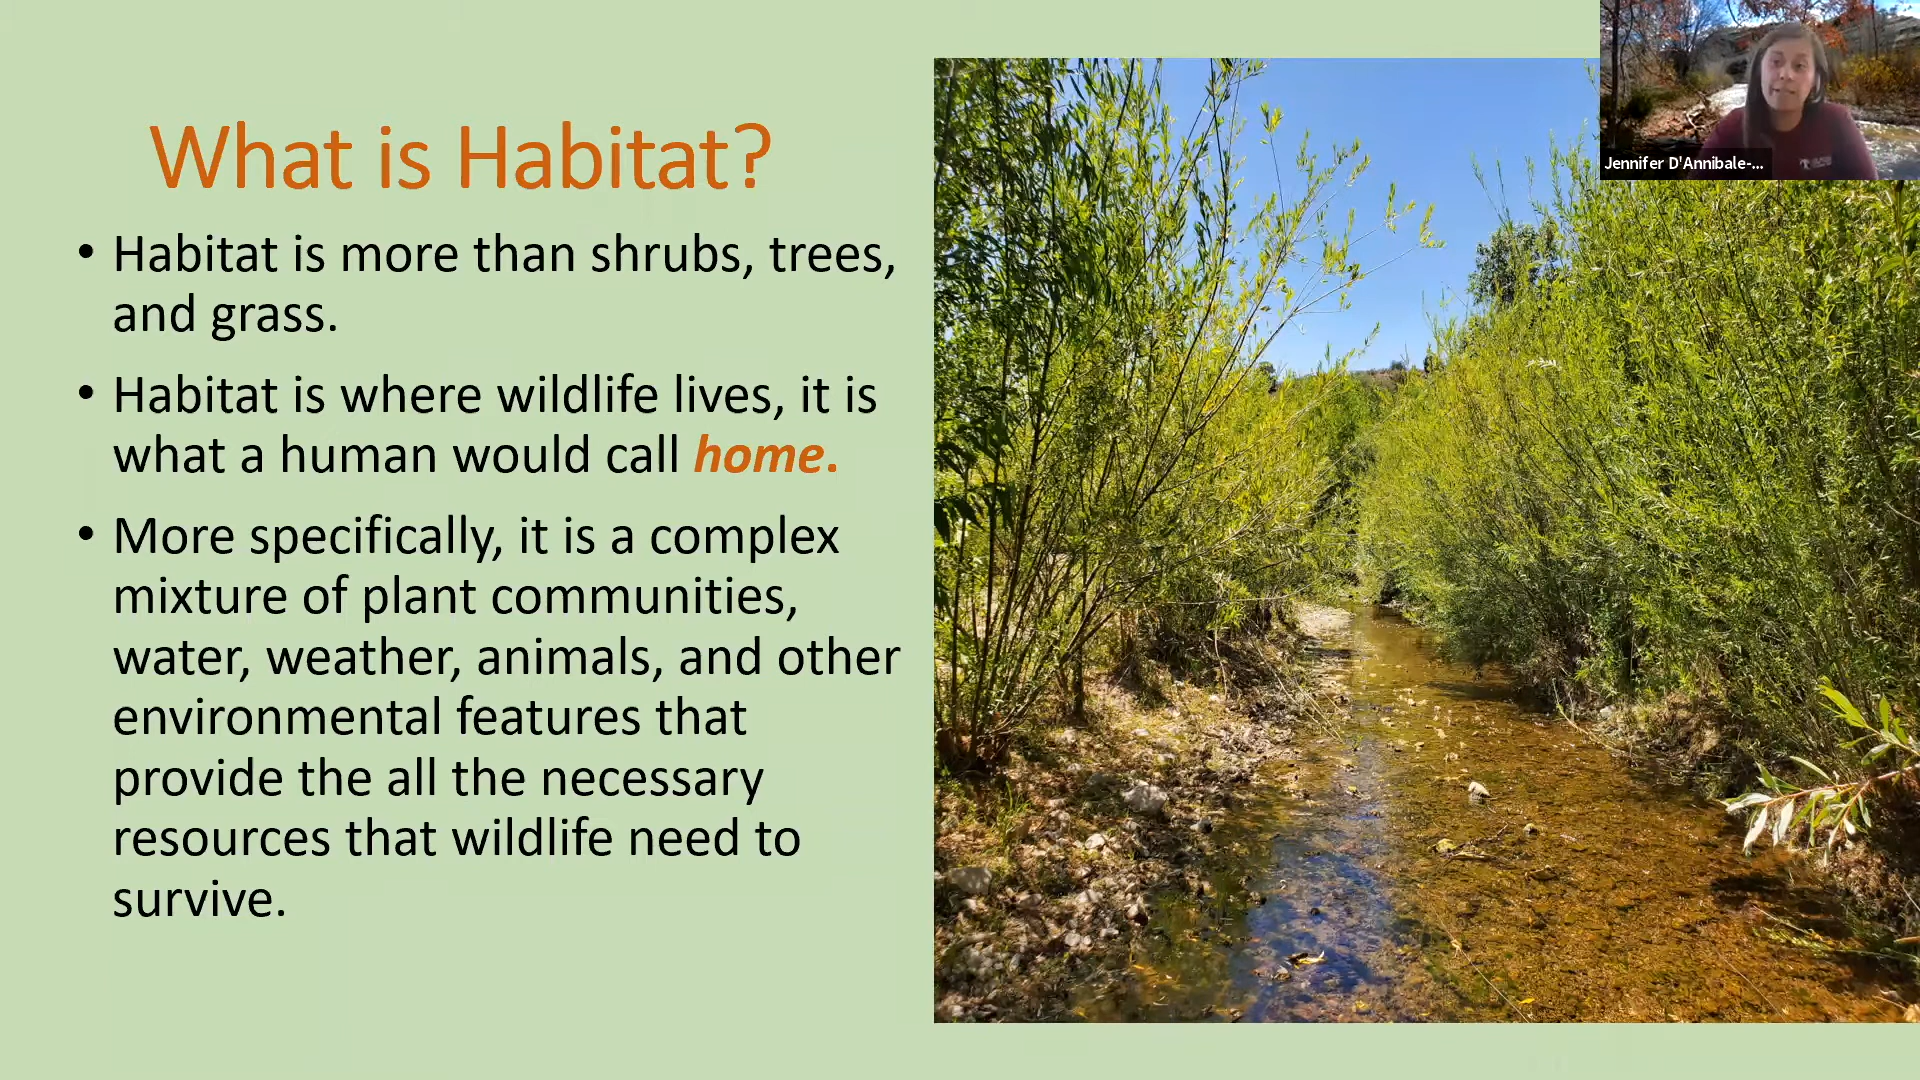 What is Habitat?
• Habitat is more than shrubs, trees,
and grass.
• Habitat is where wildlife lives, it is
what a human would call home.
• More specifically, it is a complex
mixture of plant communities,
water, weather, animals, and other
environmental features that
provide the all the necessary
resources that wildlife need to
survive.
Jennifer D'Annibale-...